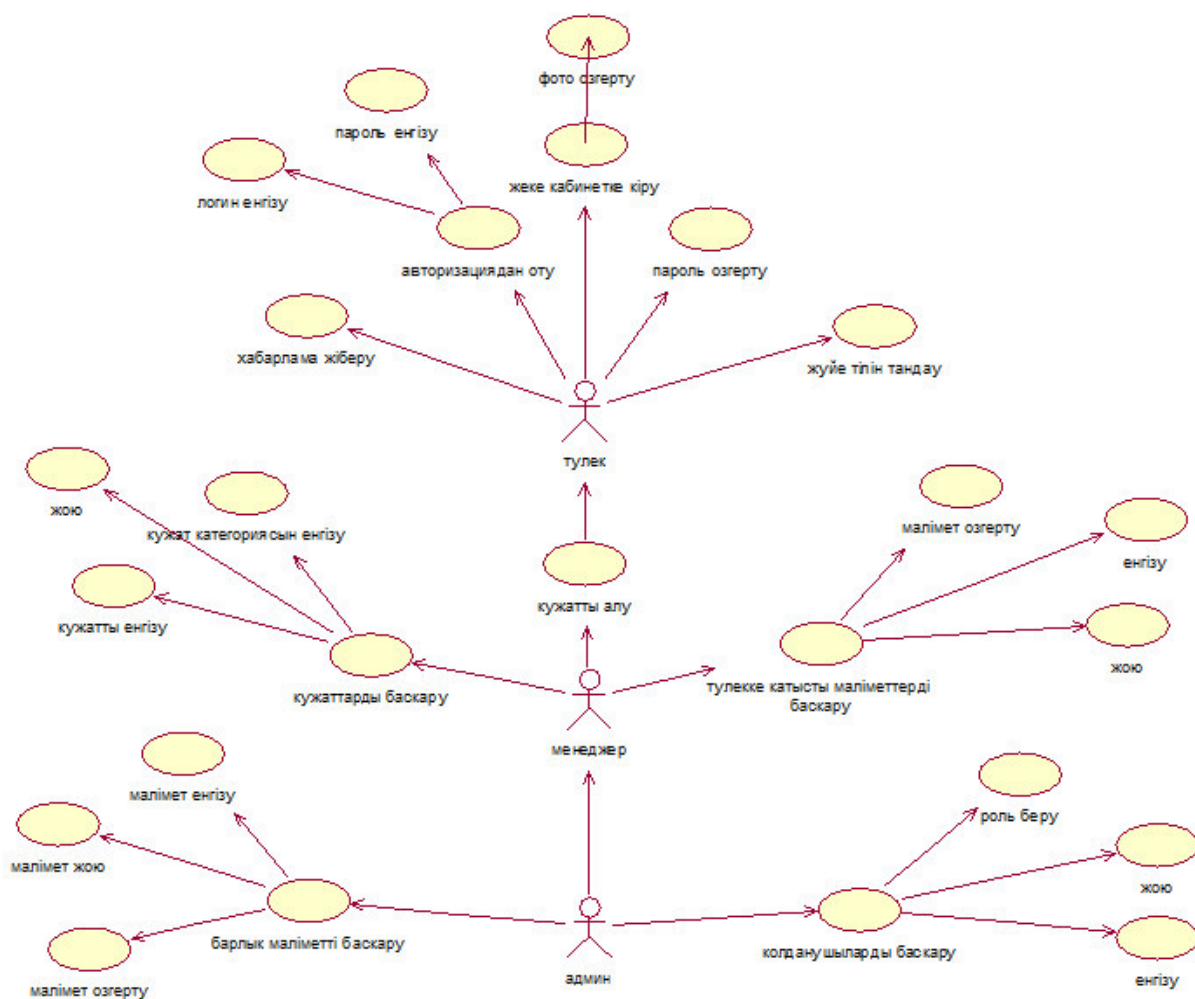 фото озгерту
пароль енгізу
жеке кабинетке кіру
логин енгізу
авторизациядан оту
пароль озгерту
хабарлама жіберу
жуйе тілін тандау
тулек
жою
кужат категориясын енгізу
малімет озгерту
енгізу
кужатты енгізу
кужатты алу
жою
кужаттарды баскару
тулекке катысты маліметтерді
баскару
менеджер
малімет енгізу
роль беру
малімет жою
жою
барлык маліметті баскару
колданушыларды баскару
админ
малімет озгерту
енгізу